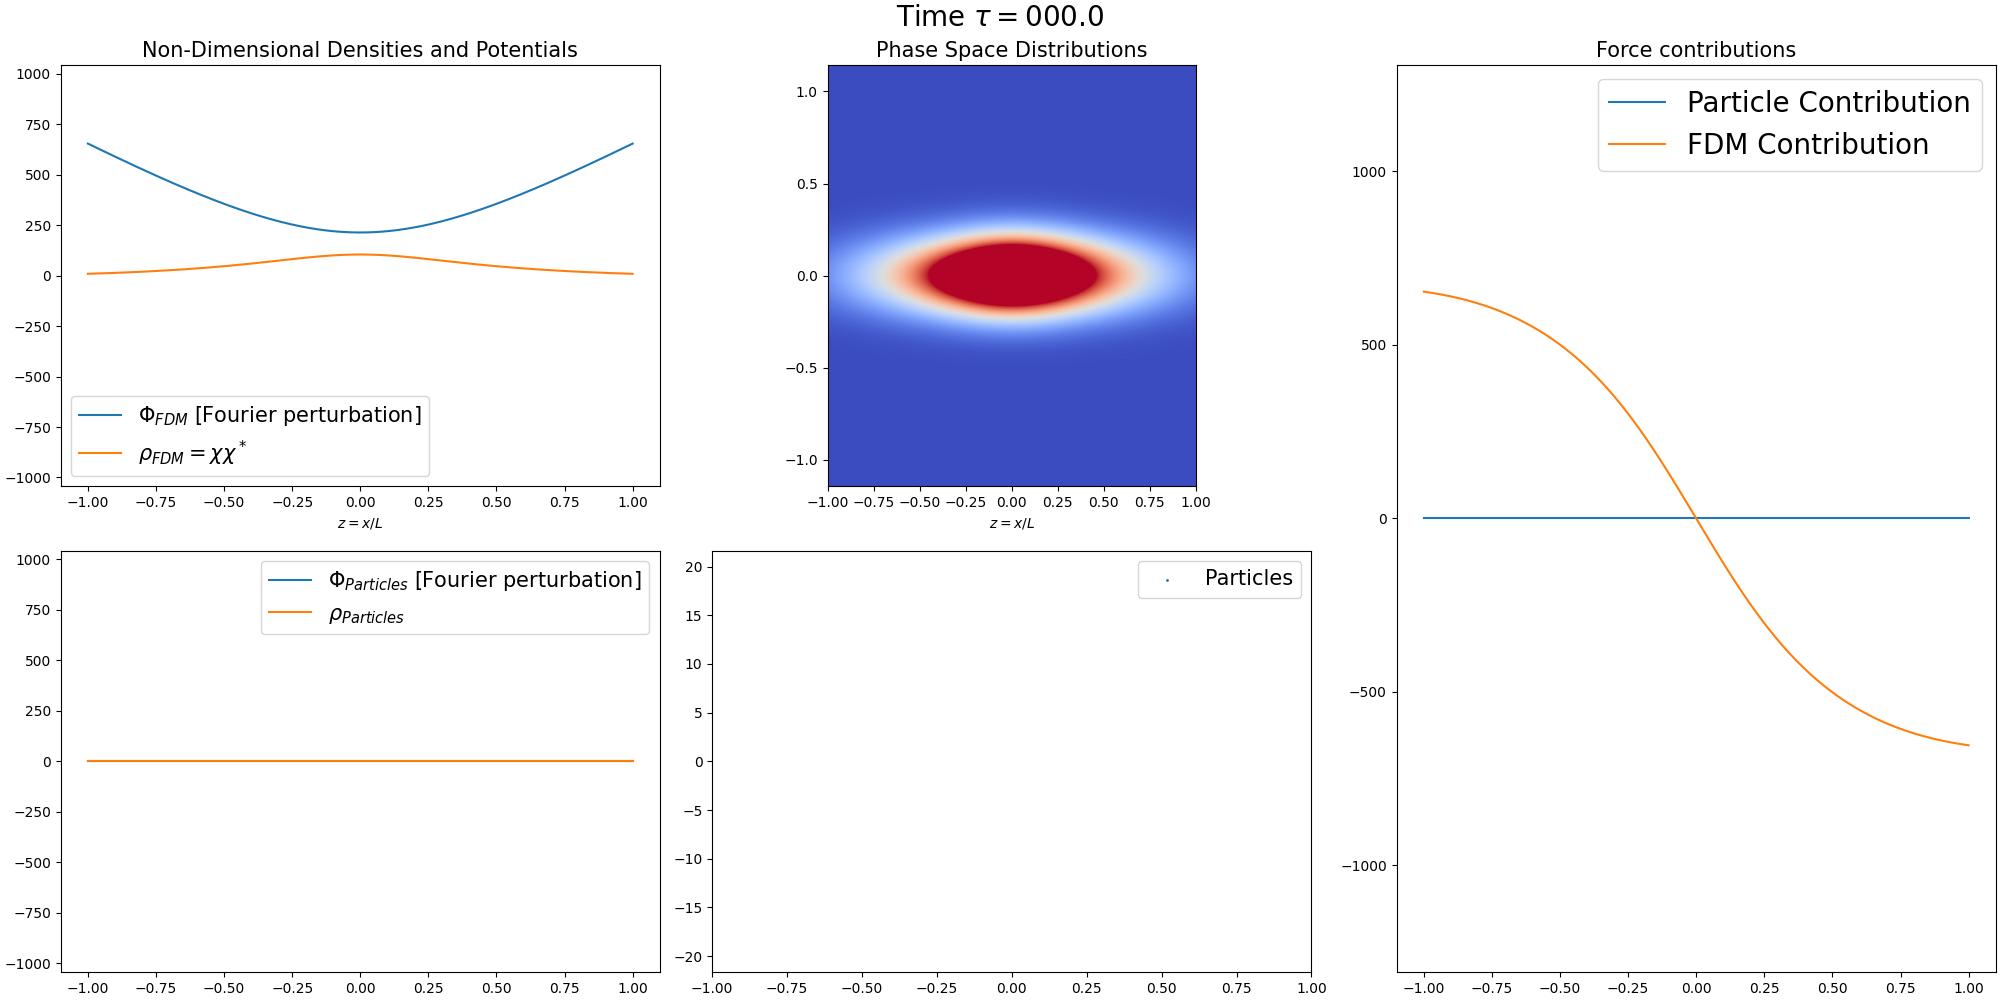 Time τ = 000.0
Non-Dimensional Densities and Potentials
1000
750
500
250
0
−250
−500
−750
−1000
Φ_FDM [Fourier perturbation]
ρ_FDM = χχ*
−1.00 −0.75 −0.50 −0.25 0.00 0.25 0.50 0.75 1.00
z = x/L
Phase Space Distributions
1.0
0.5
0.0
−0.5
−1.0
−1.00 −0.75 −0.50 −0.25 0.00 0.25 0.50 0.75 1.00
z = x/L
Force contributions
Particle Contribution
FDM Contribution
1000
500
0
−500
−1000
−1.00 −0.75 −0.50 −0.25 0.00 0.25 0.50 0.75 1.00
1000
750
500
250
0
−250
−500
−750
−1000
Φ_Particles [Fourier perturbation]
ρ_Particles
−1.00 −0.75 −0.50 −0.25 0.00 0.25 0.50 0.75 1.00
20
15
10
5
0
−5
−10
−15
−20
Particles
−1.00 −0.75 −0.50 −0.25 0.00 0.25 0.50 0.75 1.00